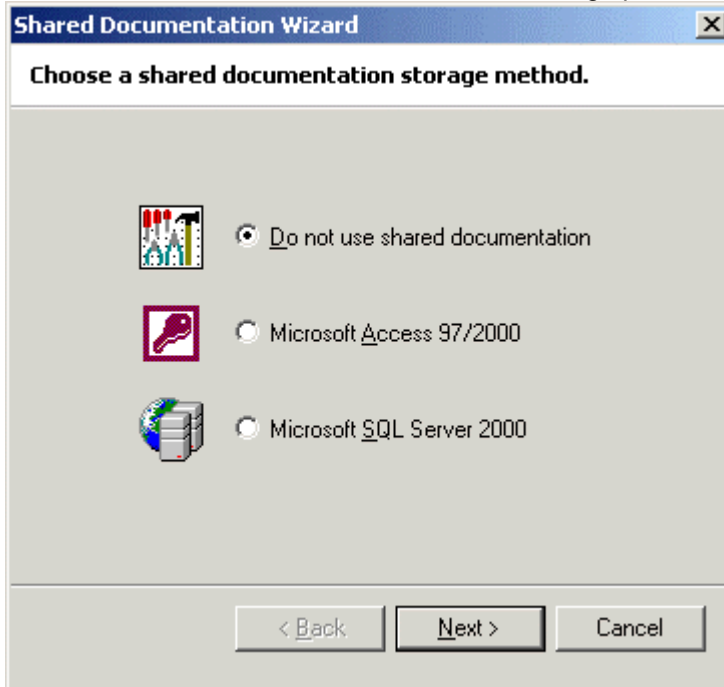 Shared Documentation Wizard
Choose a shared documentation storage method.
Do not use shared documentation
Microsoft Access 97/2000
Microsoft SQL Server 2000
< Back Next > Cancel